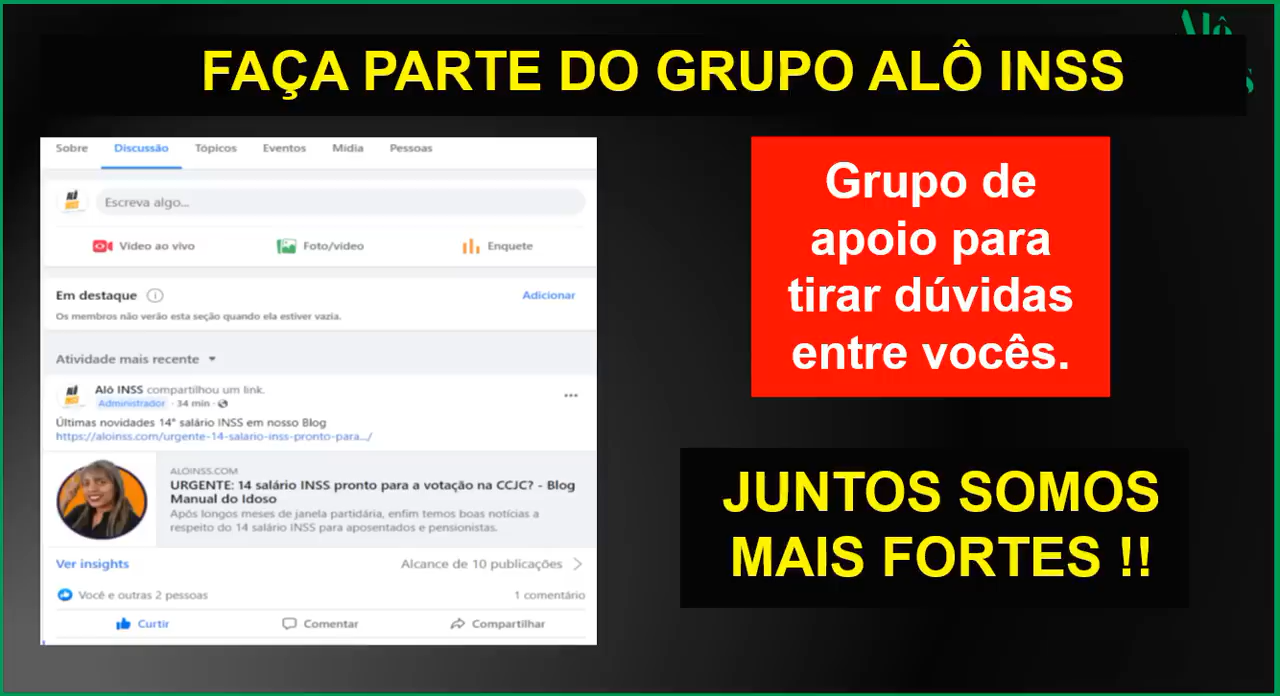 Alô
FAÇA PARTE DO GRUPO ALÔ INSS
Sobre Discussão Tópicos Eventos Mídia Pessoas
Escreva algo...
Vídeo ao vivo Foto/vídeo Enquete
Em destaque Adicionar
Os membros não verão esta seção quando ela estiver vazia.
Atividade mais recente
Alô INSS compartilhou um link.
Administrador · 34 min ·
Últimas novidades 14° salário INSS em nosso Blog
https://aloinss.com/urgente-14-salario-inss-pronto-para.../
ALOINSS.COM
URGENTE: 14 salário INSS pronto para a votação na CCJC? - Blog
Manual do Idoso
Após longos meses de janela partidária, enfim temos boas notícias a
respeito do 14 salário INSS para aposentados e pensionistas.
Ver insights Alcance de 10 publicações
Você e outras 2 pessoas 1 comentário
Curtir Comentar Compartilhar
Grupo de
apoio para
tirar dúvidas
entre vocês.
JUNTOS SOMOS
MAIS FORTES !!